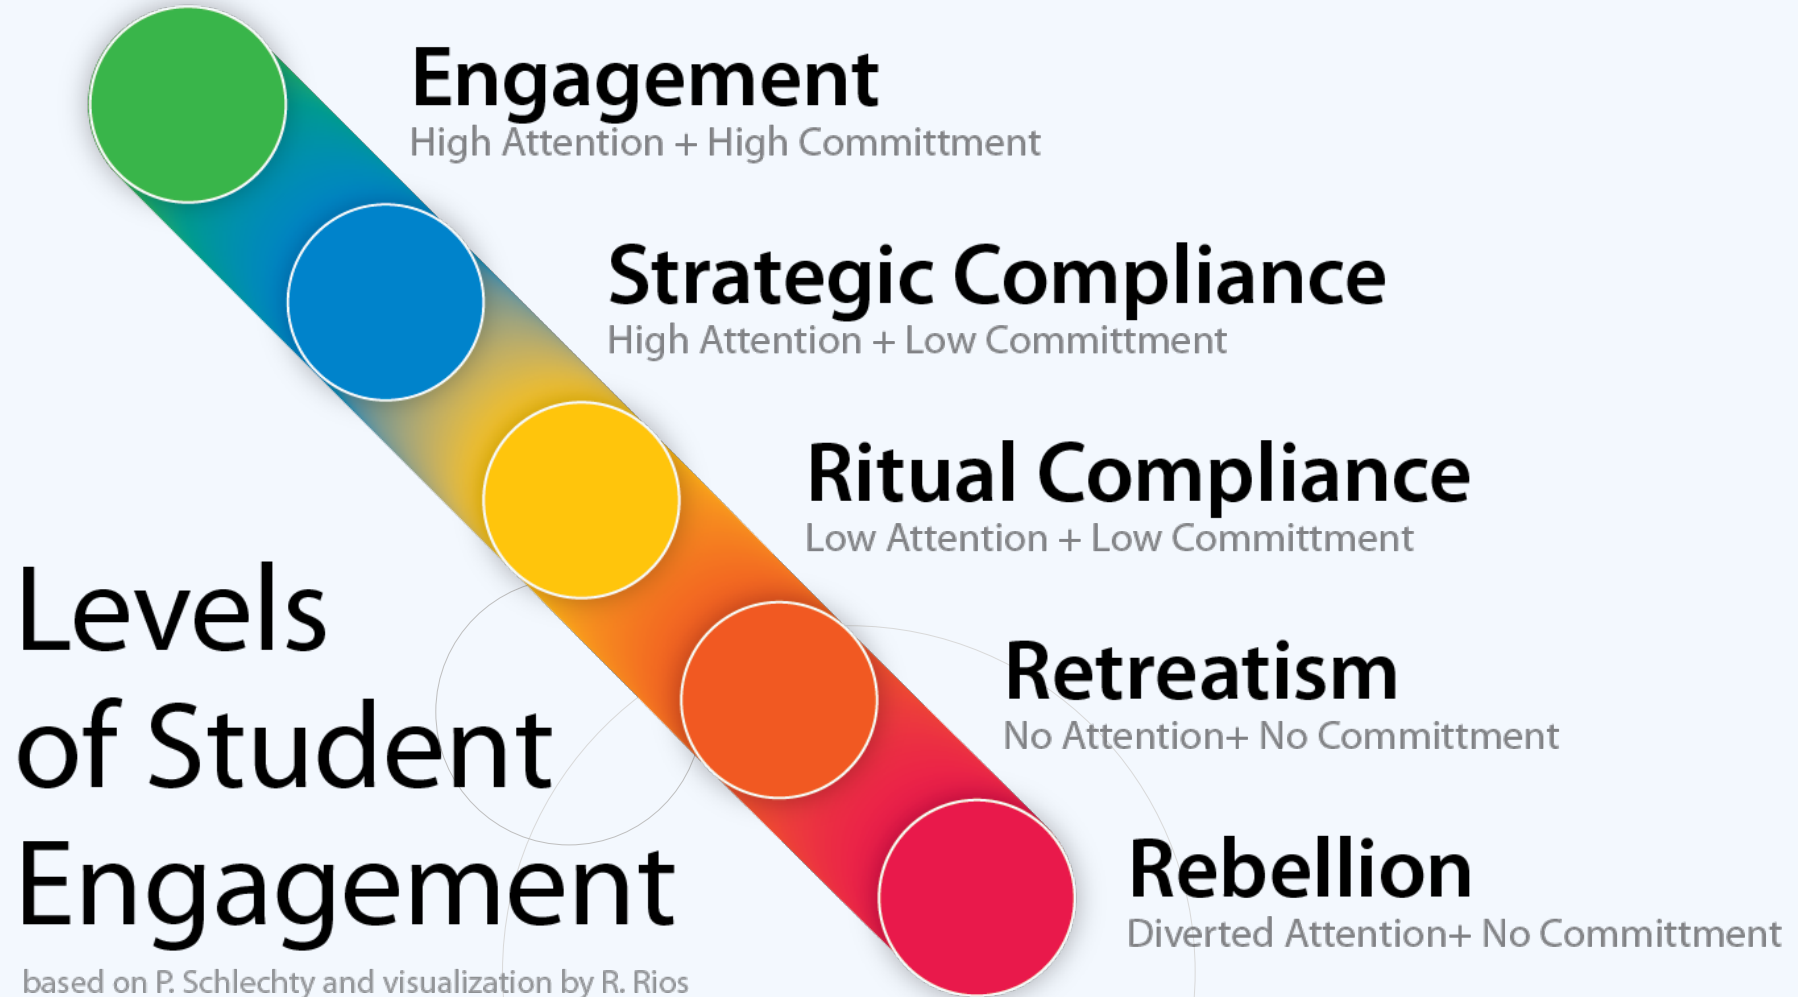 Engagement
High Attention + High Committment
Strategic Compliance
High Attention + Low Committment
Ritual Compliance
Low Attention + Low Committment
Retreatism
No Attention+ No Committment
Rebellion
Diverted Attention+ No Committment
Levels
of Student
Engagement
based on P. Schlechty and visualization by R. Rios